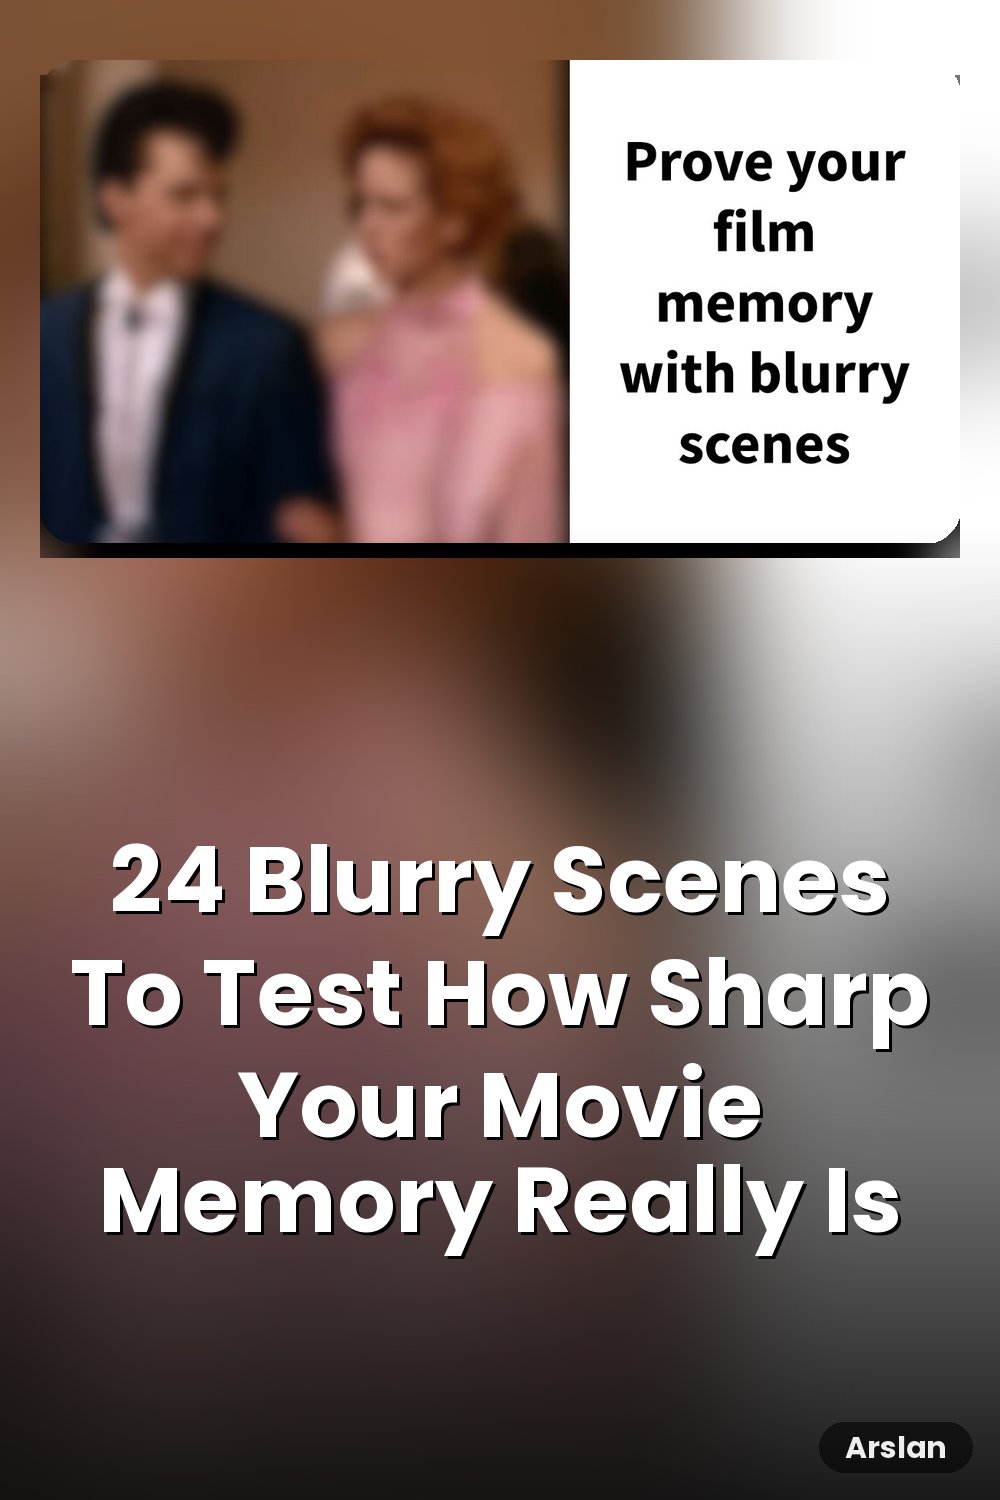 Prove your
film
memory
with blurry
scenes
24 Blurry Scenes
To Test How Sharp
Your Movie
Memory Really Is
Arslan